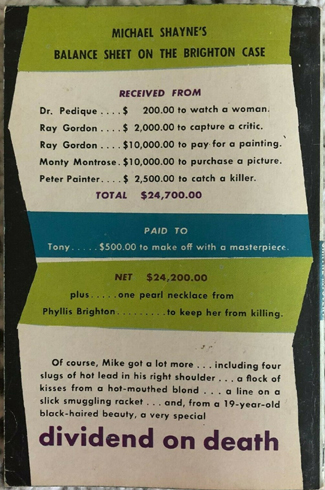 MICHAEL SHAYNE'S
BALANCE SHEET ON THE BRIGHTON CASE
RECEIVED FROM
Dr. Pedique....$ 200.00 to watch a woman.
Ray Gordon....$ 2,000.00 to capture a critic.
Ray Gordon....$10,000.00 to pay for a painting.
Monty Montrose.$10,000.00 to purchase a picture.
Peter Painter....$ 2,500.00 to catch a killer.
TOTAL $24,700.00
PAID TO
Tony.....$500.00 to make off with a masterpiece.
NET $24,200.00
plus.....one pearl necklace from
Phyllis Brighton.........to keep her from killing.
Of course, Mike got a lot more...including four
slugs of hot lead in his right shoulder...a flock of
kisses from a hot-mouthed blond...a line on a
slick smuggling racket...and, from a 19-year-old
black-haired beauty, a very special
dividend on death